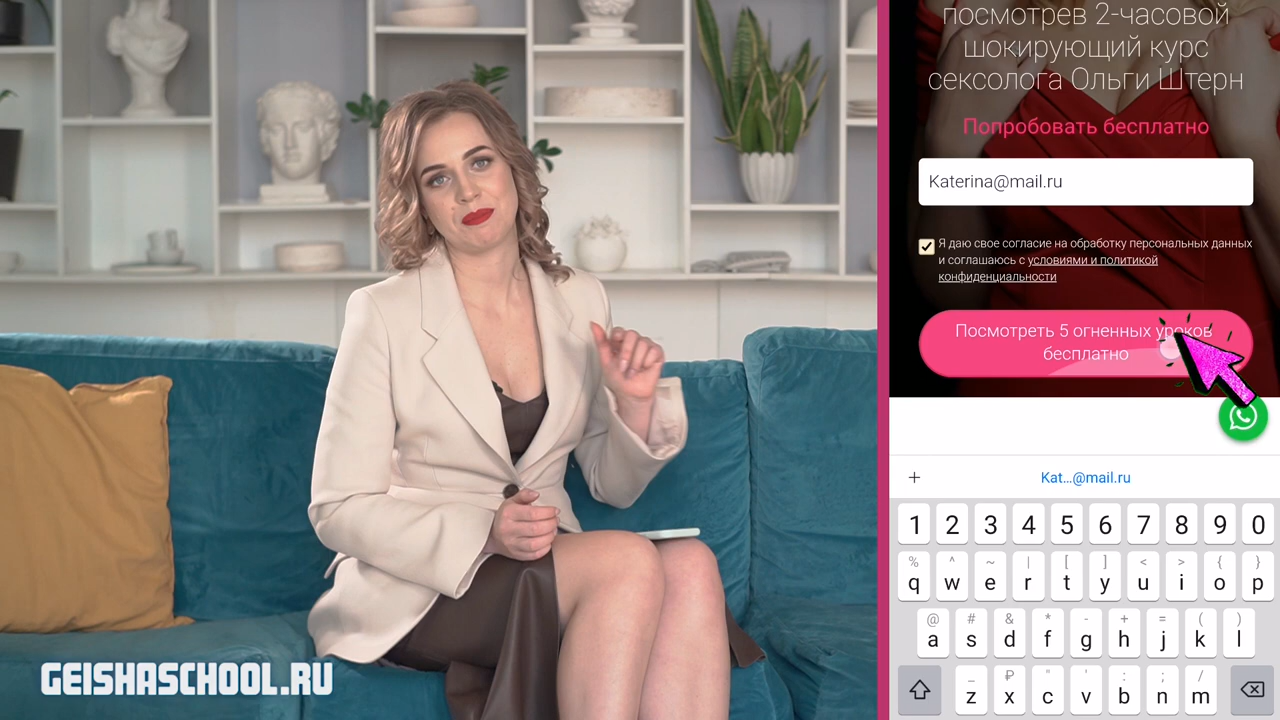 GEISHASCHOOL.RU
посмотрев 2-часовой
шокирующий курс
сексолога Ольги Штерн
Попробовать бесплатно
Katerina@mail.ru
Я даю свое согласие на обработку персональных данных
и соглашаюсь с условиями и политикой
конфиденциальности
Посмотреть 5 огненных уроков
бесплатно
+ Kat...@mail.ru
1 2 3 4 5 6 7 8 9 0
% ^ ~ | [ ] < > { }
q w e r t y u i o p
@ # & * - + = ( )
a s d f g h j k l
_ ₽ " ' : ; /
z x c v b n m